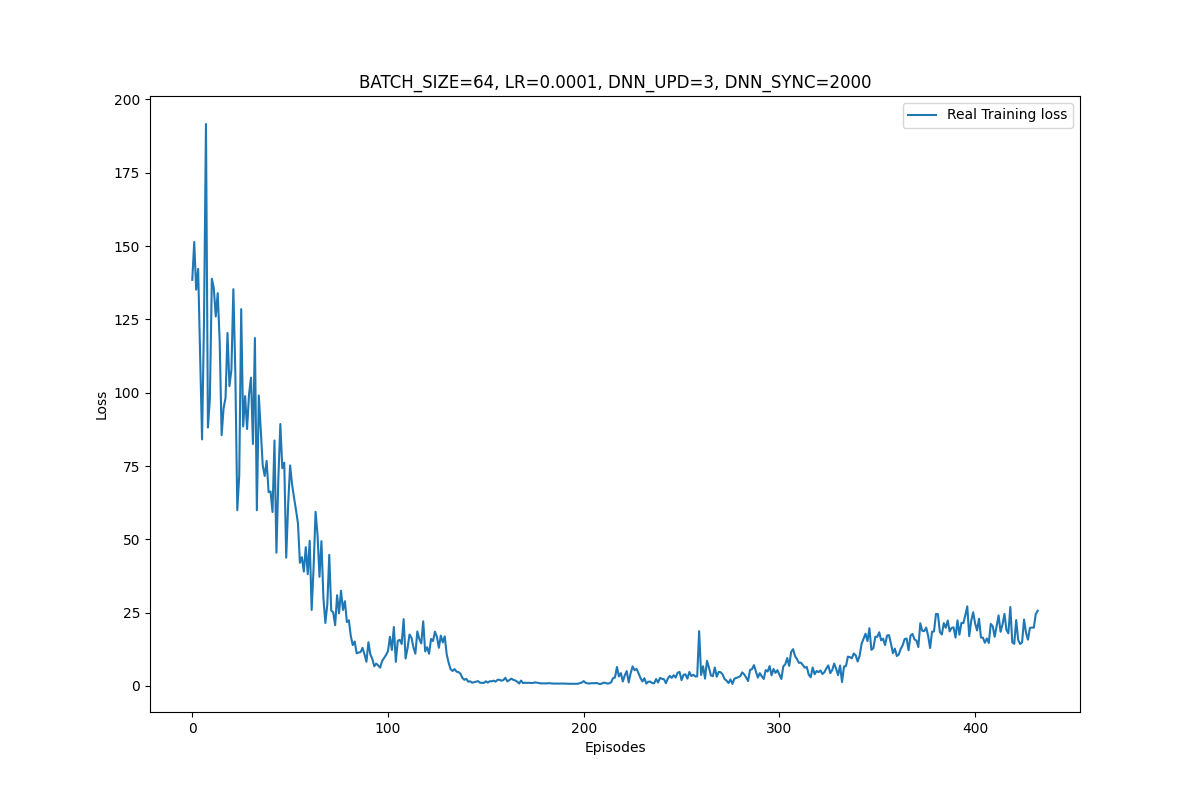 BATCH_SIZE=64, LR=0.0001, DNN_UPD=3, DNN_SYNC=2000
200
Real Training loss
175
150
125
100
Loss
75
50
25
0
0 100 200 300 400
Episodes